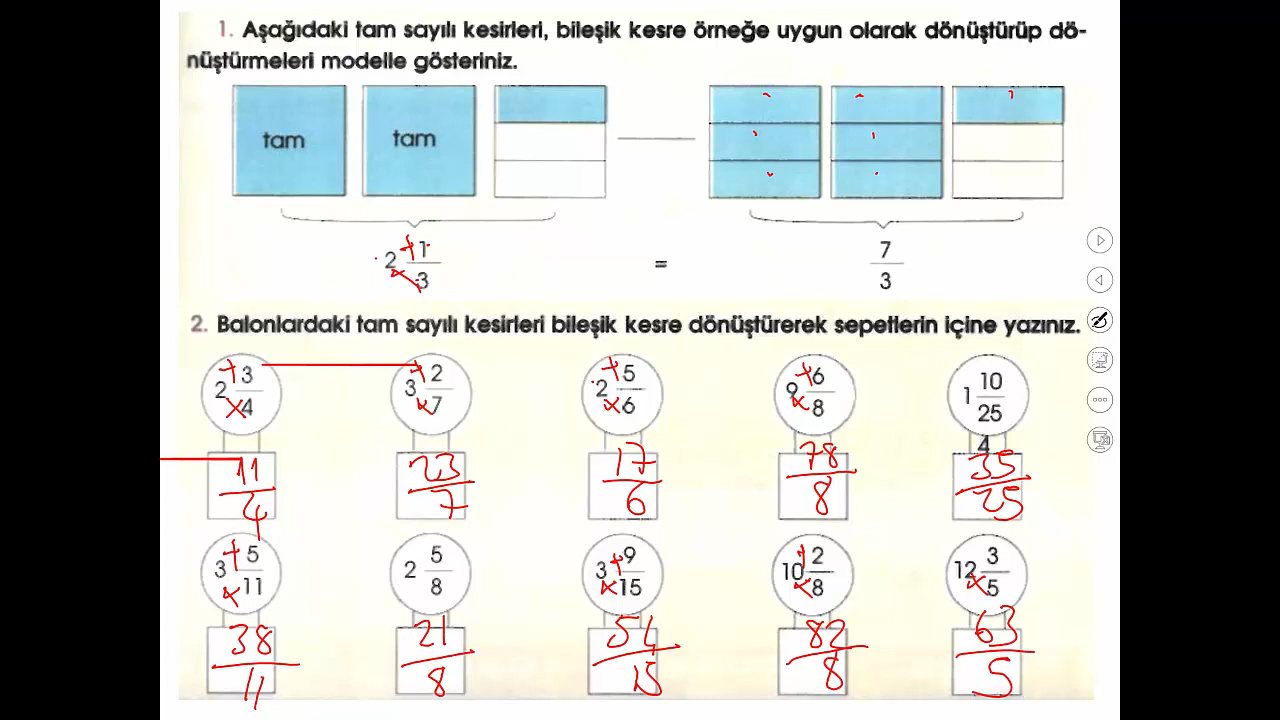 1. Aşağıdaki tam sayılı kesirleri, bileşik kesre örneğe uygun olarak dönüştürüp dö-
nüştürmeleri modelle gösteriniz.
tam tam
2 + 1/3 = 7/3
×
2. Balonlardaki tam sayılı kesirleri bileşik kesre dönüştürerek sepetlerin içine yazınız.
2 + 3/4 3 + 2/7 2 + 5/6 9 + 6/8 1 10/25
× × × ×
4
11/4 23/7 17/6 78/8 35/25
3 + 5/11 2 5/8 3 + 9/15 10 + 2/8 12 3/5
× × × ×
38/11 21/8 54/15 82/8 63/5